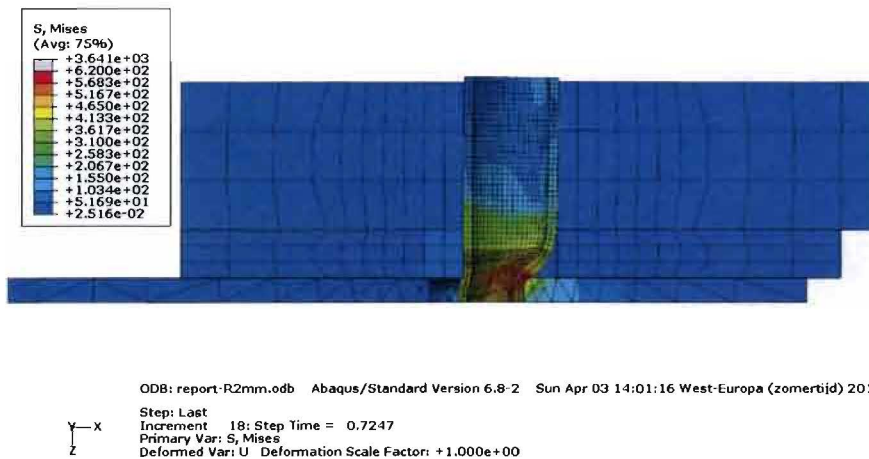 S, Mises
(Avg: 75%)
+3.641e+03
+6.200e+02
+5.683e+02
+5.167e+02
+4.650e+02
+4.133e+02
+3.617e+02
+3.100e+02
+2.583e+02
+2.067e+02
+1.550e+02
+1.034e+02
+5.169e+01
+2.516e-02
ODB: report-R2mm.odb Abaqus/Standard Version 6.8-2 Sun Apr 03 14:01:16 West-Europa (zomertijd)
Step: Last
Increment 18: Step Time = 0.7247
Primary Var: S, Mises
Deformed Var: U Deformation Scale Factor: +1.000e+00
Y X
Z